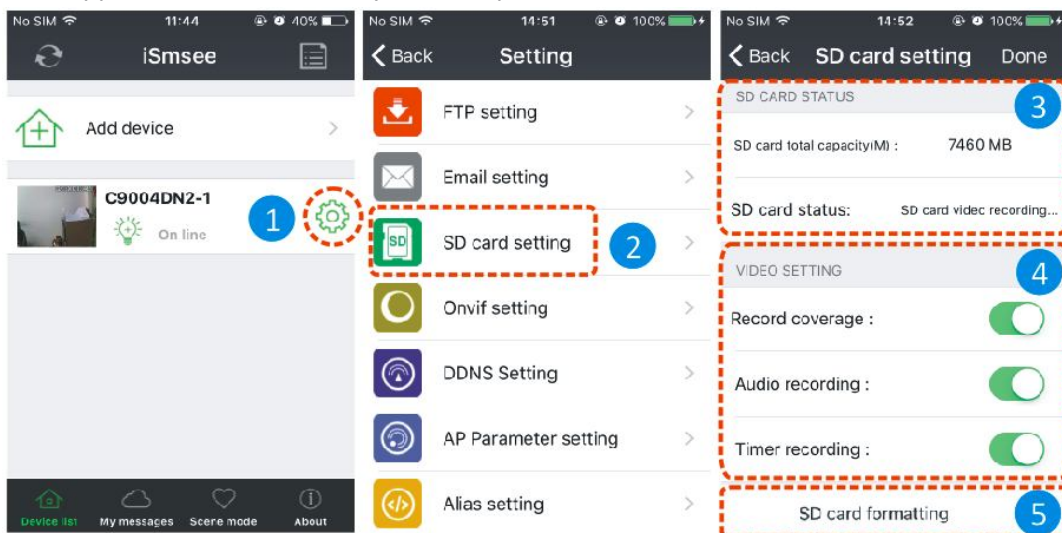 No SIM 11:44 40%
iSmsee
Add device
C9004DN2-1
On line
1
Device list My messages Scene mode About
No SIM 14:51 100%
Back Setting
FTP setting
Email setting
SD
SD card setting 2
Onvif setting
DDNS Setting
AP Parameter setting
</> Alias setting
No SIM 14:52 100%
Back SD card setting Done
SD CARD STATUS 3
SD card total capacity(M) : 7460 MB
SD card status: SD card video recording...
VIDEO SETTING 4
Record coverage :
Audio recording :
Timer recording :
SD card formatting 5